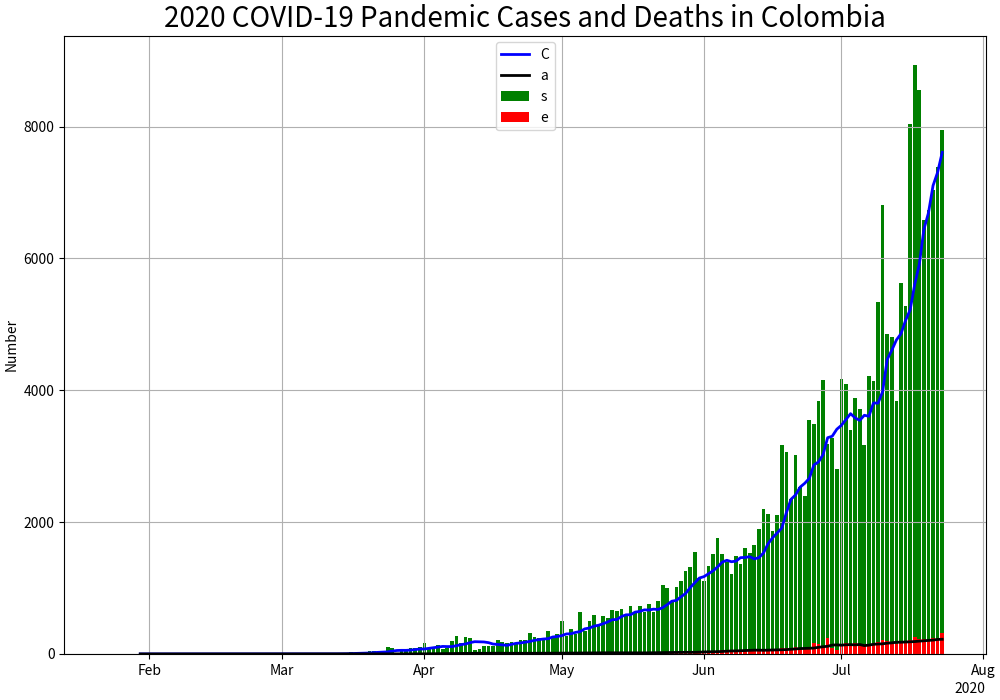 2020 COVID-19 Pandemic Cases and Deaths in Colombia
C
a
s
e
Number
8000
6000
4000
2000
0
Feb Mar Apr May Jun Jul Aug
2020